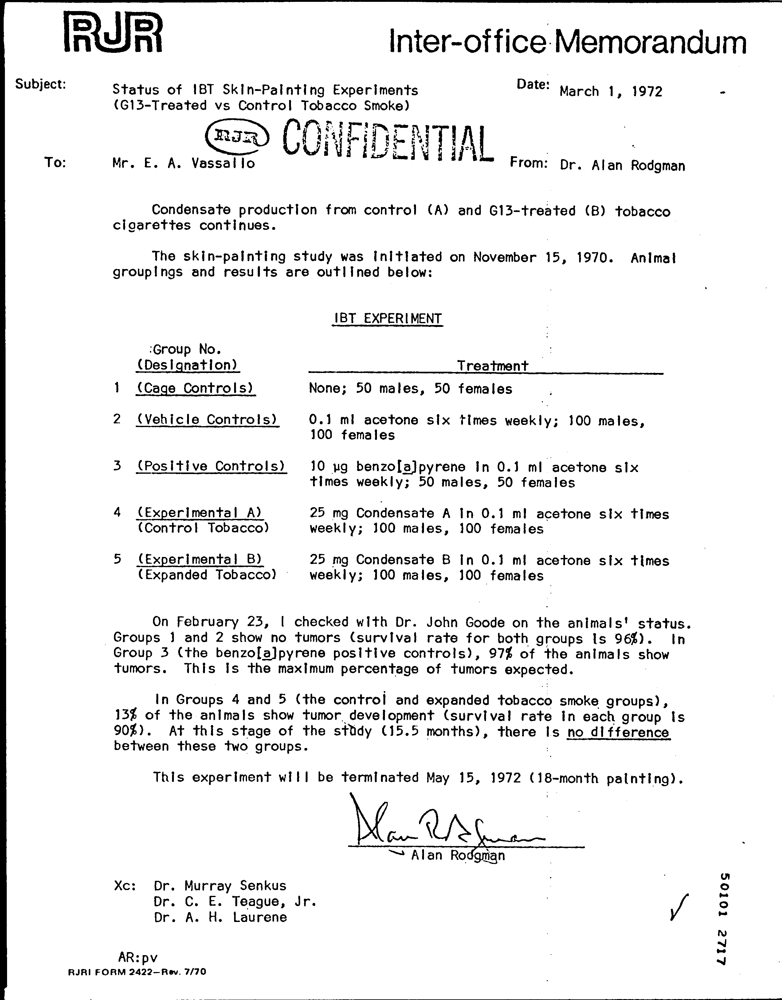 RJR
Inter-office Memorandum
Subject: Status of IBT Skin-Painting Experiments Date: March 1, 1972
(G13-Treated vs Control Tobacco Smoke)
RJR CONFIDENTIAL
To: Mr. E. A. Vassallo From: Dr. Alan Rodgman
Condensate production from control (A) and G13-treated (B) tobacco
cigarettes continues.
The skin-painting study was initiated on November 15, 1970. Animal
groupings and results are outlined below:
IBT EXPERIMENT
Group No.
(Designation) Treatment
1 (Cage Controls) None; 50 males, 50 females
2 (Vehicle Controls) 0.1 ml acetone six times weekly; 100 males,
100 females
3 (Positive Controls) 10 µg benzo[a]pyrene in 0.1 ml acetone six
times weekly; 50 males, 50 females
4 (Experimental A) 25 mg Condensate A in 0.1 ml acetone six times
(Control Tobacco) weekly; 100 males, 100 females
5 (Experimental B) 25 mg Condensate B in 0.1 ml acetone six times
(Expanded Tobacco) weekly; 100 males, 100 females
On February 23, I checked with Dr. John Goode on the animals' status.
Groups 1 and 2 show no tumors (survival rate for both groups is 96%). In
Group 3 (the benzo[a]pyrene positive controls), 97% of the animals show
tumors. This is the maximum percentage of tumors expected.
In Groups 4 and 5 (the control and expanded tobacco smoke groups),
13% of the animals show tumor development (survival rate in each group is
90%). At this stage of the study (15.5 months), there is no difference
between these two groups.
This experiment will be terminated May 15, 1972 (18-month painting).
Alan Rodgman
Alan Rodgman
Xc: Dr. Murray Senkus
Dr. C. E. Teague, Jr.
Dr. A. H. Laurene
AR:pv
RJRI FORM 2422—Rev. 7/70
50101 2717